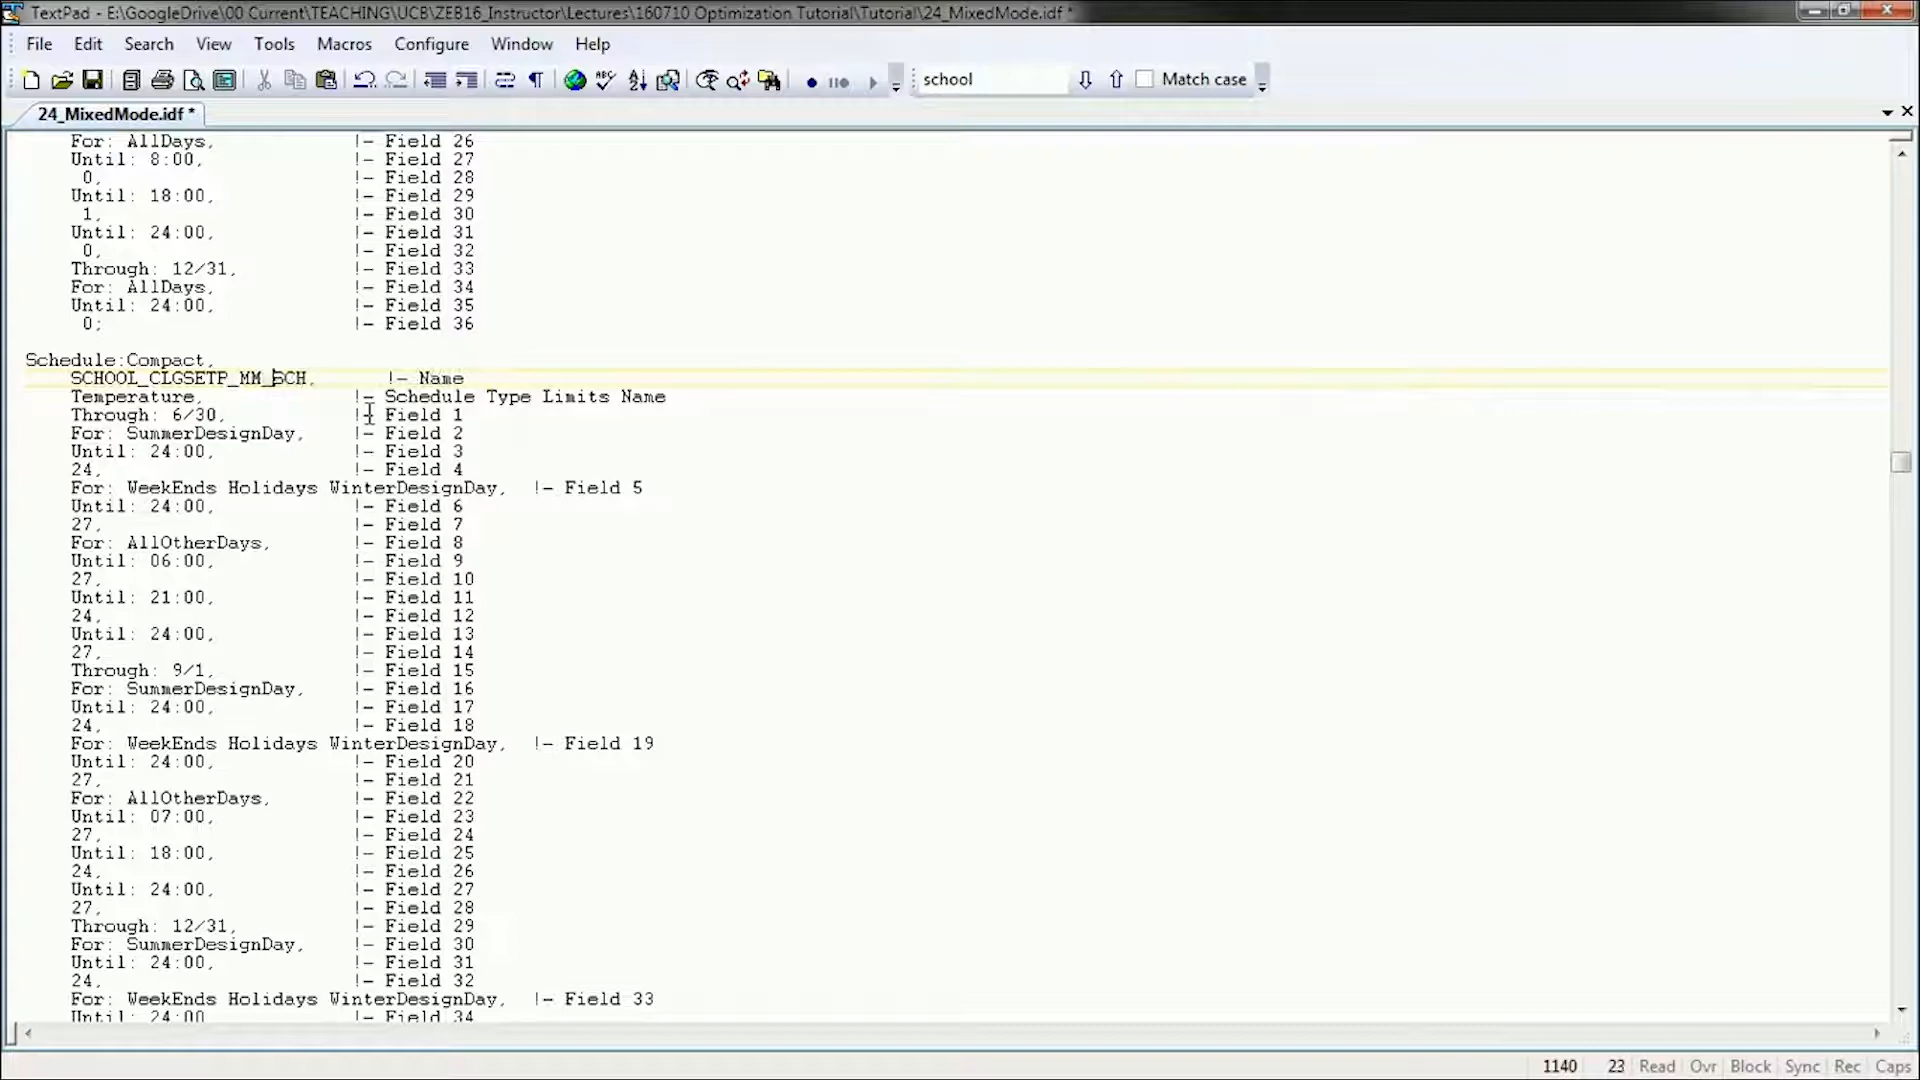 TextPad - E:\GoogleDrive\00 Current\TEACHING\UCB\ZEB16_Instructor\Lectures\160710 Optimization Tutorial\Tutorial\24_MixedMode.idf *
File Edit Search View Tools Macros Configure Window Help
school Match case
24_MixedMode.idf *
For: AllDays, !- Field 26
Until: 8:00, !- Field 27
0, !- Field 28
Until: 18:00, !- Field 29
1, !- Field 30
Until: 24:00, !- Field 31
0, !- Field 32
Through: 12/31, !- Field 33
For: AllDays, !- Field 34
Until: 24:00, !- Field 35
0; !- Field 36
Schedule:Compact,
SCHOOL_CLGSETP_MM_SCH, !- Name
Temperature, !- Schedule Type Limits Name
Through: 6/30, !- Field 1
For: SummerDesignDay, !- Field 2
Until: 24:00, !- Field 3
24, !- Field 4
For: WeekEnds Holidays WinterDesignDay, !- Field 5
Until: 24:00, !- Field 6
27, !- Field 7
For: AllOtherDays, !- Field 8
Until: 06:00, !- Field 9
27, !- Field 10
Until: 21:00, !- Field 11
24, !- Field 12
Until: 24:00, !- Field 13
27, !- Field 14
Through: 9/1, !- Field 15
For: SummerDesignDay, !- Field 16
Until: 24:00, !- Field 17
24, !- Field 18
For: WeekEnds Holidays WinterDesignDay, !- Field 19
Until: 24:00, !- Field 20
27, !- Field 21
For: AllOtherDays, !- Field 22
Until: 07:00, !- Field 23
27, !- Field 24
Until: 18:00, !- Field 25
24, !- Field 26
Until: 24:00, !- Field 27
27, !- Field 28
Through: 12/31, !- Field 29
For: SummerDesignDay, !- Field 30
Until: 24:00, !- Field 31
24, !- Field 32
For: WeekEnds Holidays WinterDesignDay, !- Field 33
Until: 24:00 !- Field 34
1140 23 Read Ovr Block Sync Rec Caps